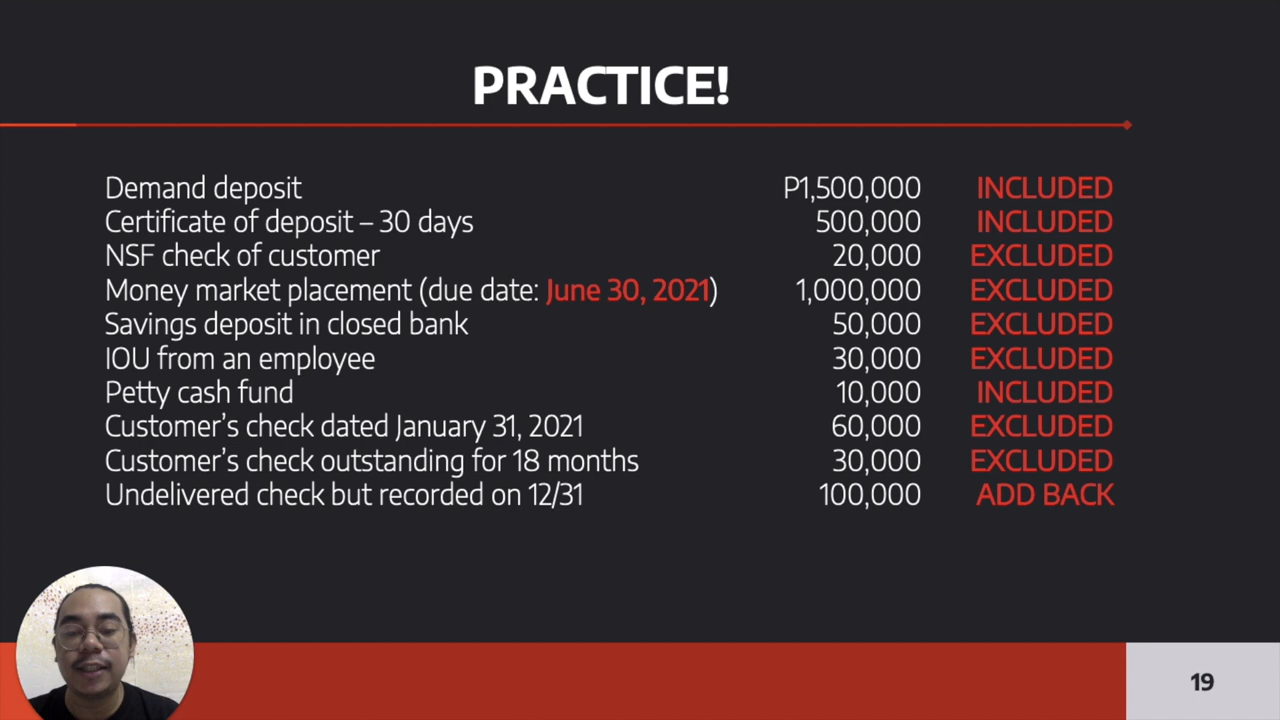 PRACTICE!
Demand deposit P1,500,000 INCLUDED
Certificate of deposit – 30 days 500,000 INCLUDED
NSF check of customer 20,000 EXCLUDED
Money market placement (due date: June 30, 2021) 1,000,000 EXCLUDED
Savings deposit in closed bank 50,000 EXCLUDED
IOU from an employee 30,000 EXCLUDED
Petty cash fund 10,000 INCLUDED
Customer’s check dated January 31, 2021 60,000 EXCLUDED
Customer’s check outstanding for 18 months 30,000 EXCLUDED
Undelivered check but recorded on 12/31 100,000 ADD BACK
19